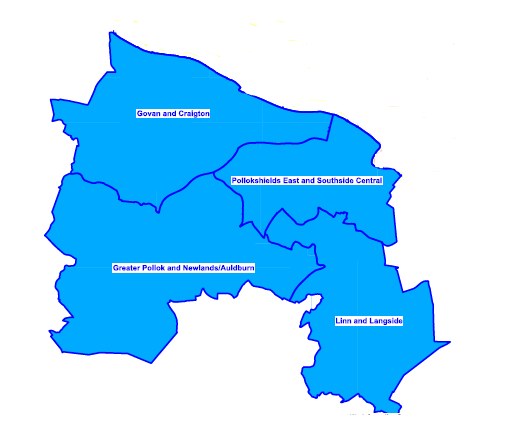 Govan and Craigton
Pollokshields East and Southside Central
Greater Pollok and Newlands/Auldburn
Linn and Langside